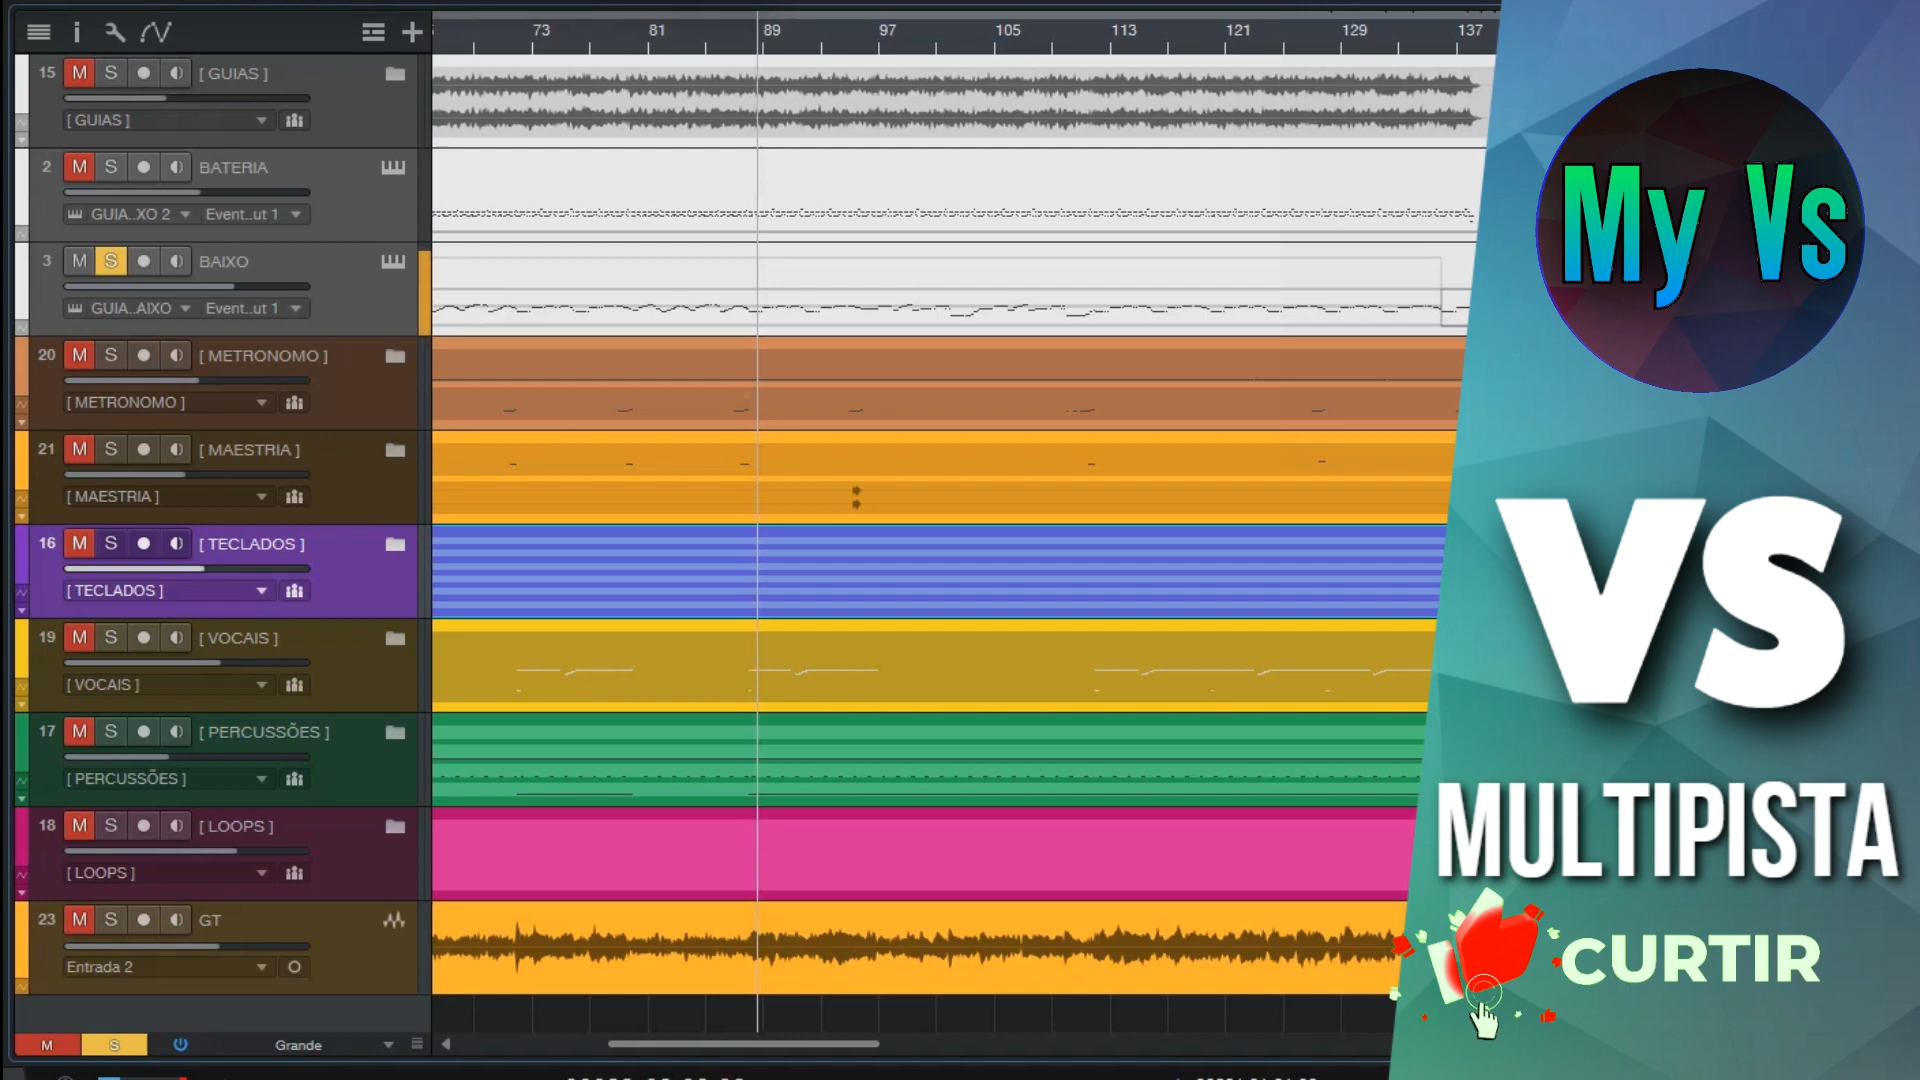 73 81 89 97 105 113 121 129 137
15 M S [ GUIAS ]
[ GUIAS ]
2 M S BATERIA
GUIA..XO 2 Event..ut 1
3 M S BAIXO
GUIA..AIXO Event..ut 1
20 M S [ METRONOMO ]
[ METRONOMO ]
21 M S [ MAESTRIA ]
[ MAESTRIA ]
16 M S [ TECLADOS ]
[ TECLADOS ]
19 M S [ VOCAIS ]
[ VOCAIS ]
17 M S [ PERCUSSÕES ]
[ PERCUSSÕES ]
18 M S [ LOOPS ]
[ LOOPS ]
23 M S GT
Entrada 2
M S Grande
My Vs
VS
MULTIPISTA
CURTIR